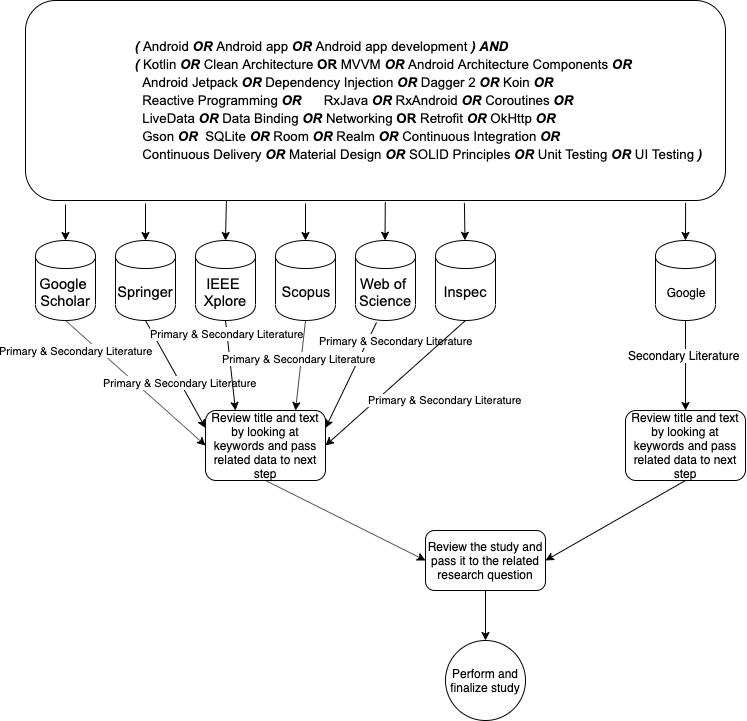 ( Android OR Android app OR Android app development ) AND
( Kotlin OR Clean Architecture OR MVVM OR Android Architecture Components OR
Android Jetpack OR Dependency Injection OR Dagger 2 OR Koin OR
Reactive Programming OR RxJava OR RxAndroid OR Coroutines OR
LiveData OR Data Binding OR Networking OR Retrofit OR OkHttp OR
Gson OR SQLite OR Room OR Realm OR Continuous Integration OR
Continuous Delivery OR Material Design OR SOLID Principles OR Unit Testing OR UI Testing )
Google
Scholar
Springer
IEEE
Xplore
Scopus
Web of
Science
Inspec
Google
Primary & Secondary Literature
Primary & Secondary Literature
Primary & Secondary Literature
Primary & Secondary Literature
Primary & Secondary Literature
Primary & Secondary Literature
Secondary Literature
Review title and text
by looking at
keywords and pass
related data to next
step
Review title and text
by looking at
keywords and pass
related data to next
step
Review the study and
pass it to the related
research question
Perform and
finalize study